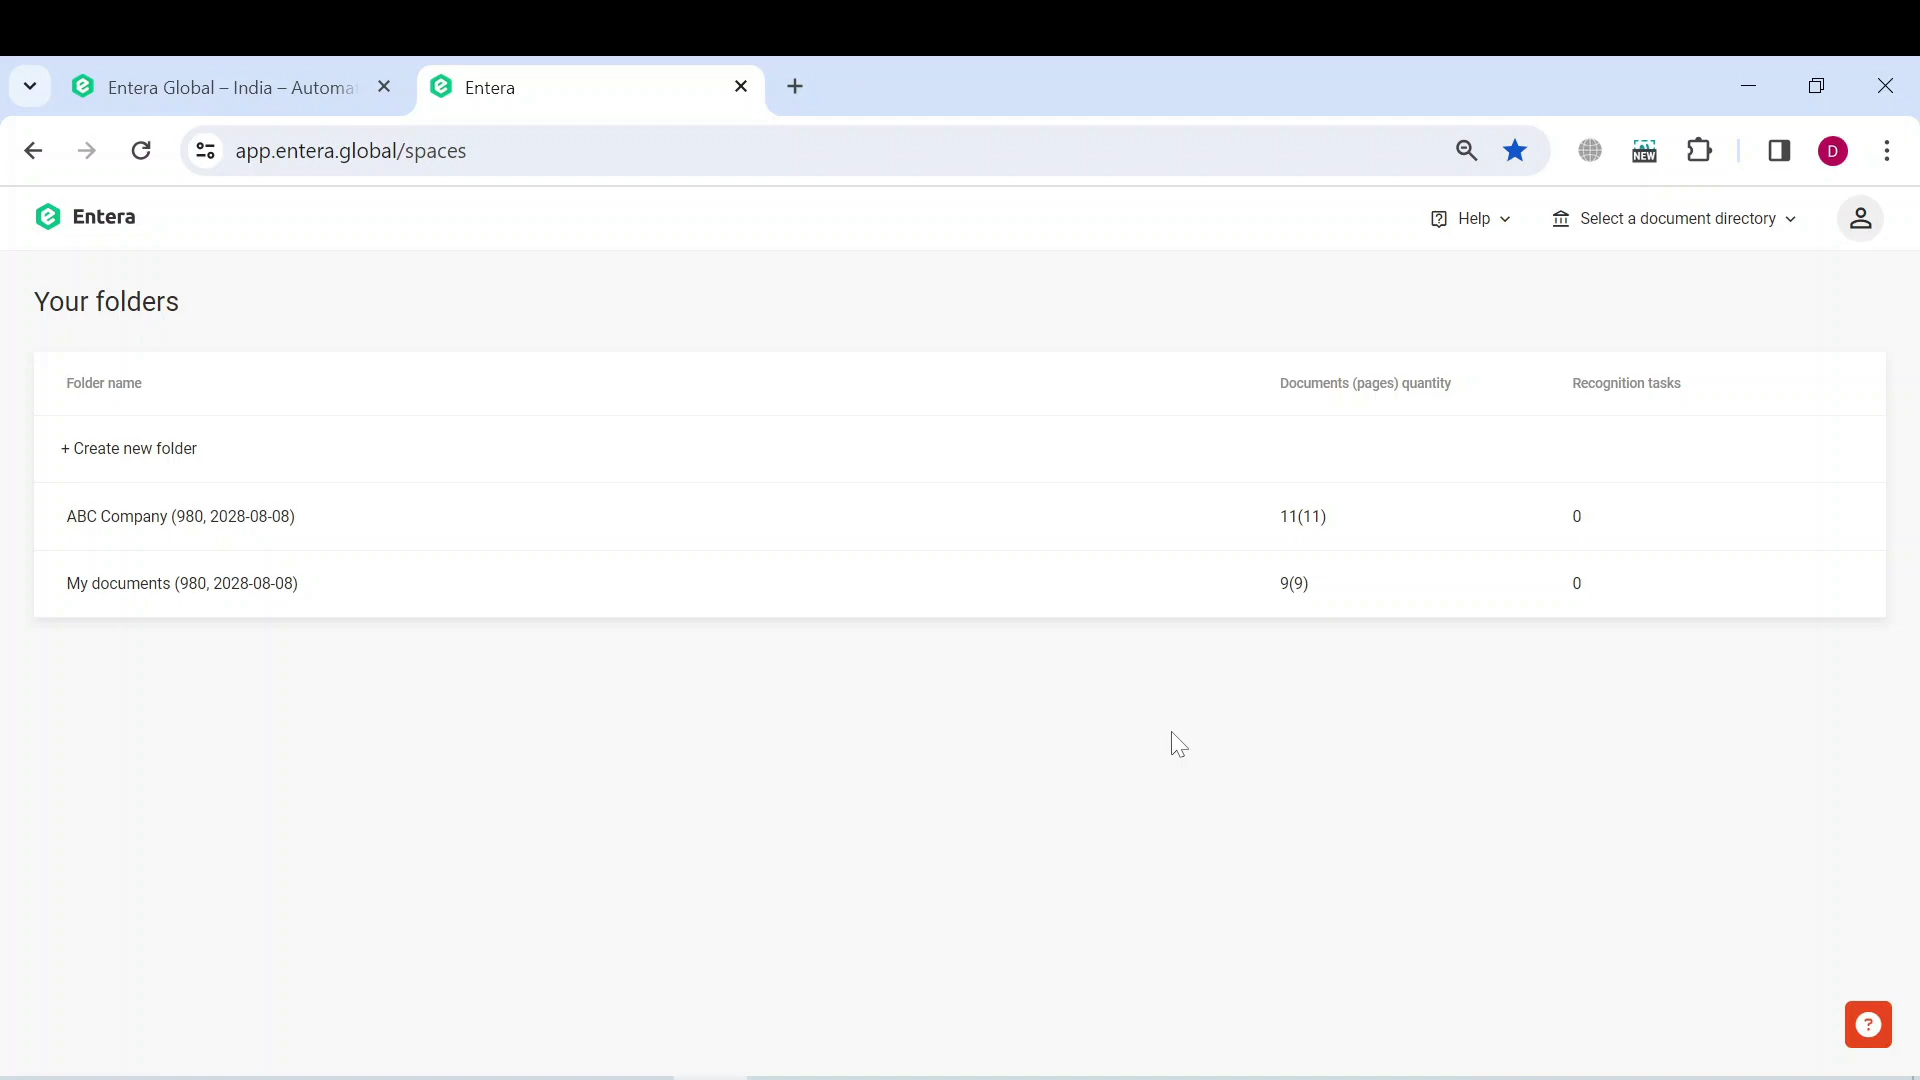 Entera Global – India – Automa
Entera
app.entera.global/spaces
NEW
D
Entera
Help
Select a document directory
Your folders
Folder name
Documents (pages) quantity
Recognition tasks
+ Create new folder
ABC Company (980, 2028-08-08)
11(11)
0
My documents (980, 2028-08-08)
9(9)
0